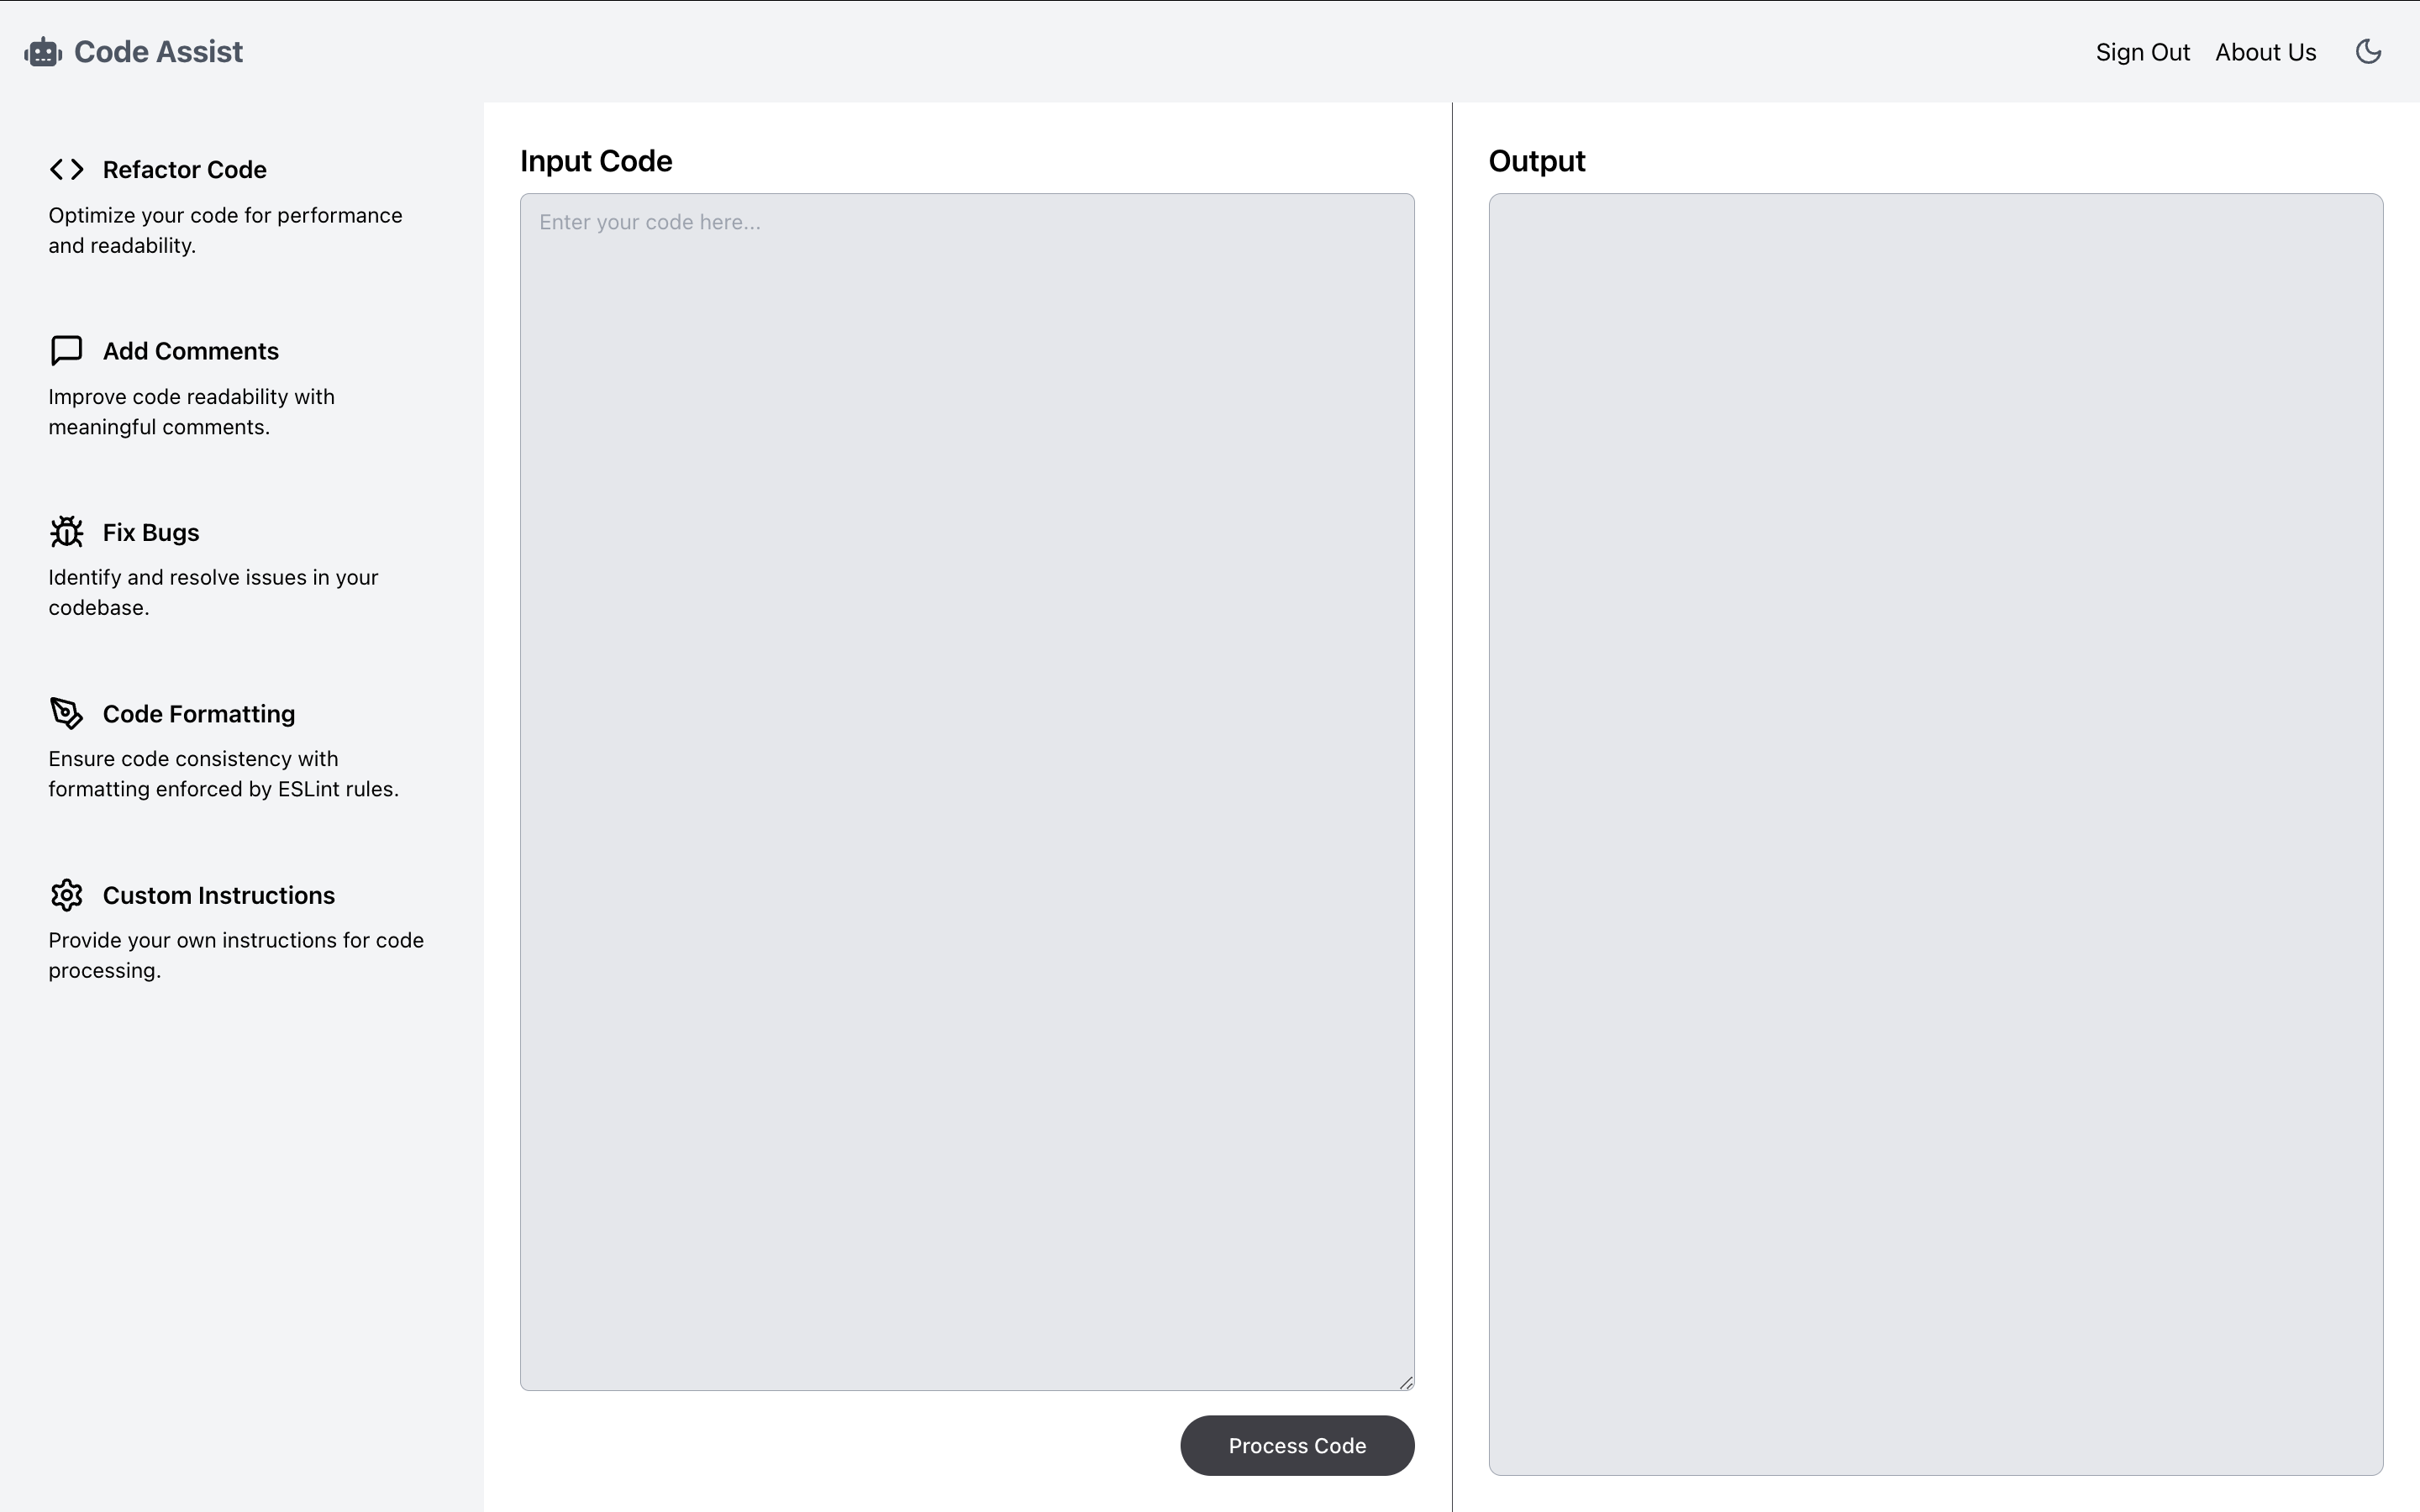 Code Assist
Sign Out
About Us
Refactor Code
Optimize your code for performance
and readability.
Add Comments
Improve code readability with
meaningful comments.
Fix Bugs
Identify and resolve issues in your
codebase.
Code Formatting
Ensure code consistency with
formatting enforced by ESLint rules.
Custom Instructions
Provide your own instructions for code
processing.
Input Code
Enter your code here...
Process Code
Output